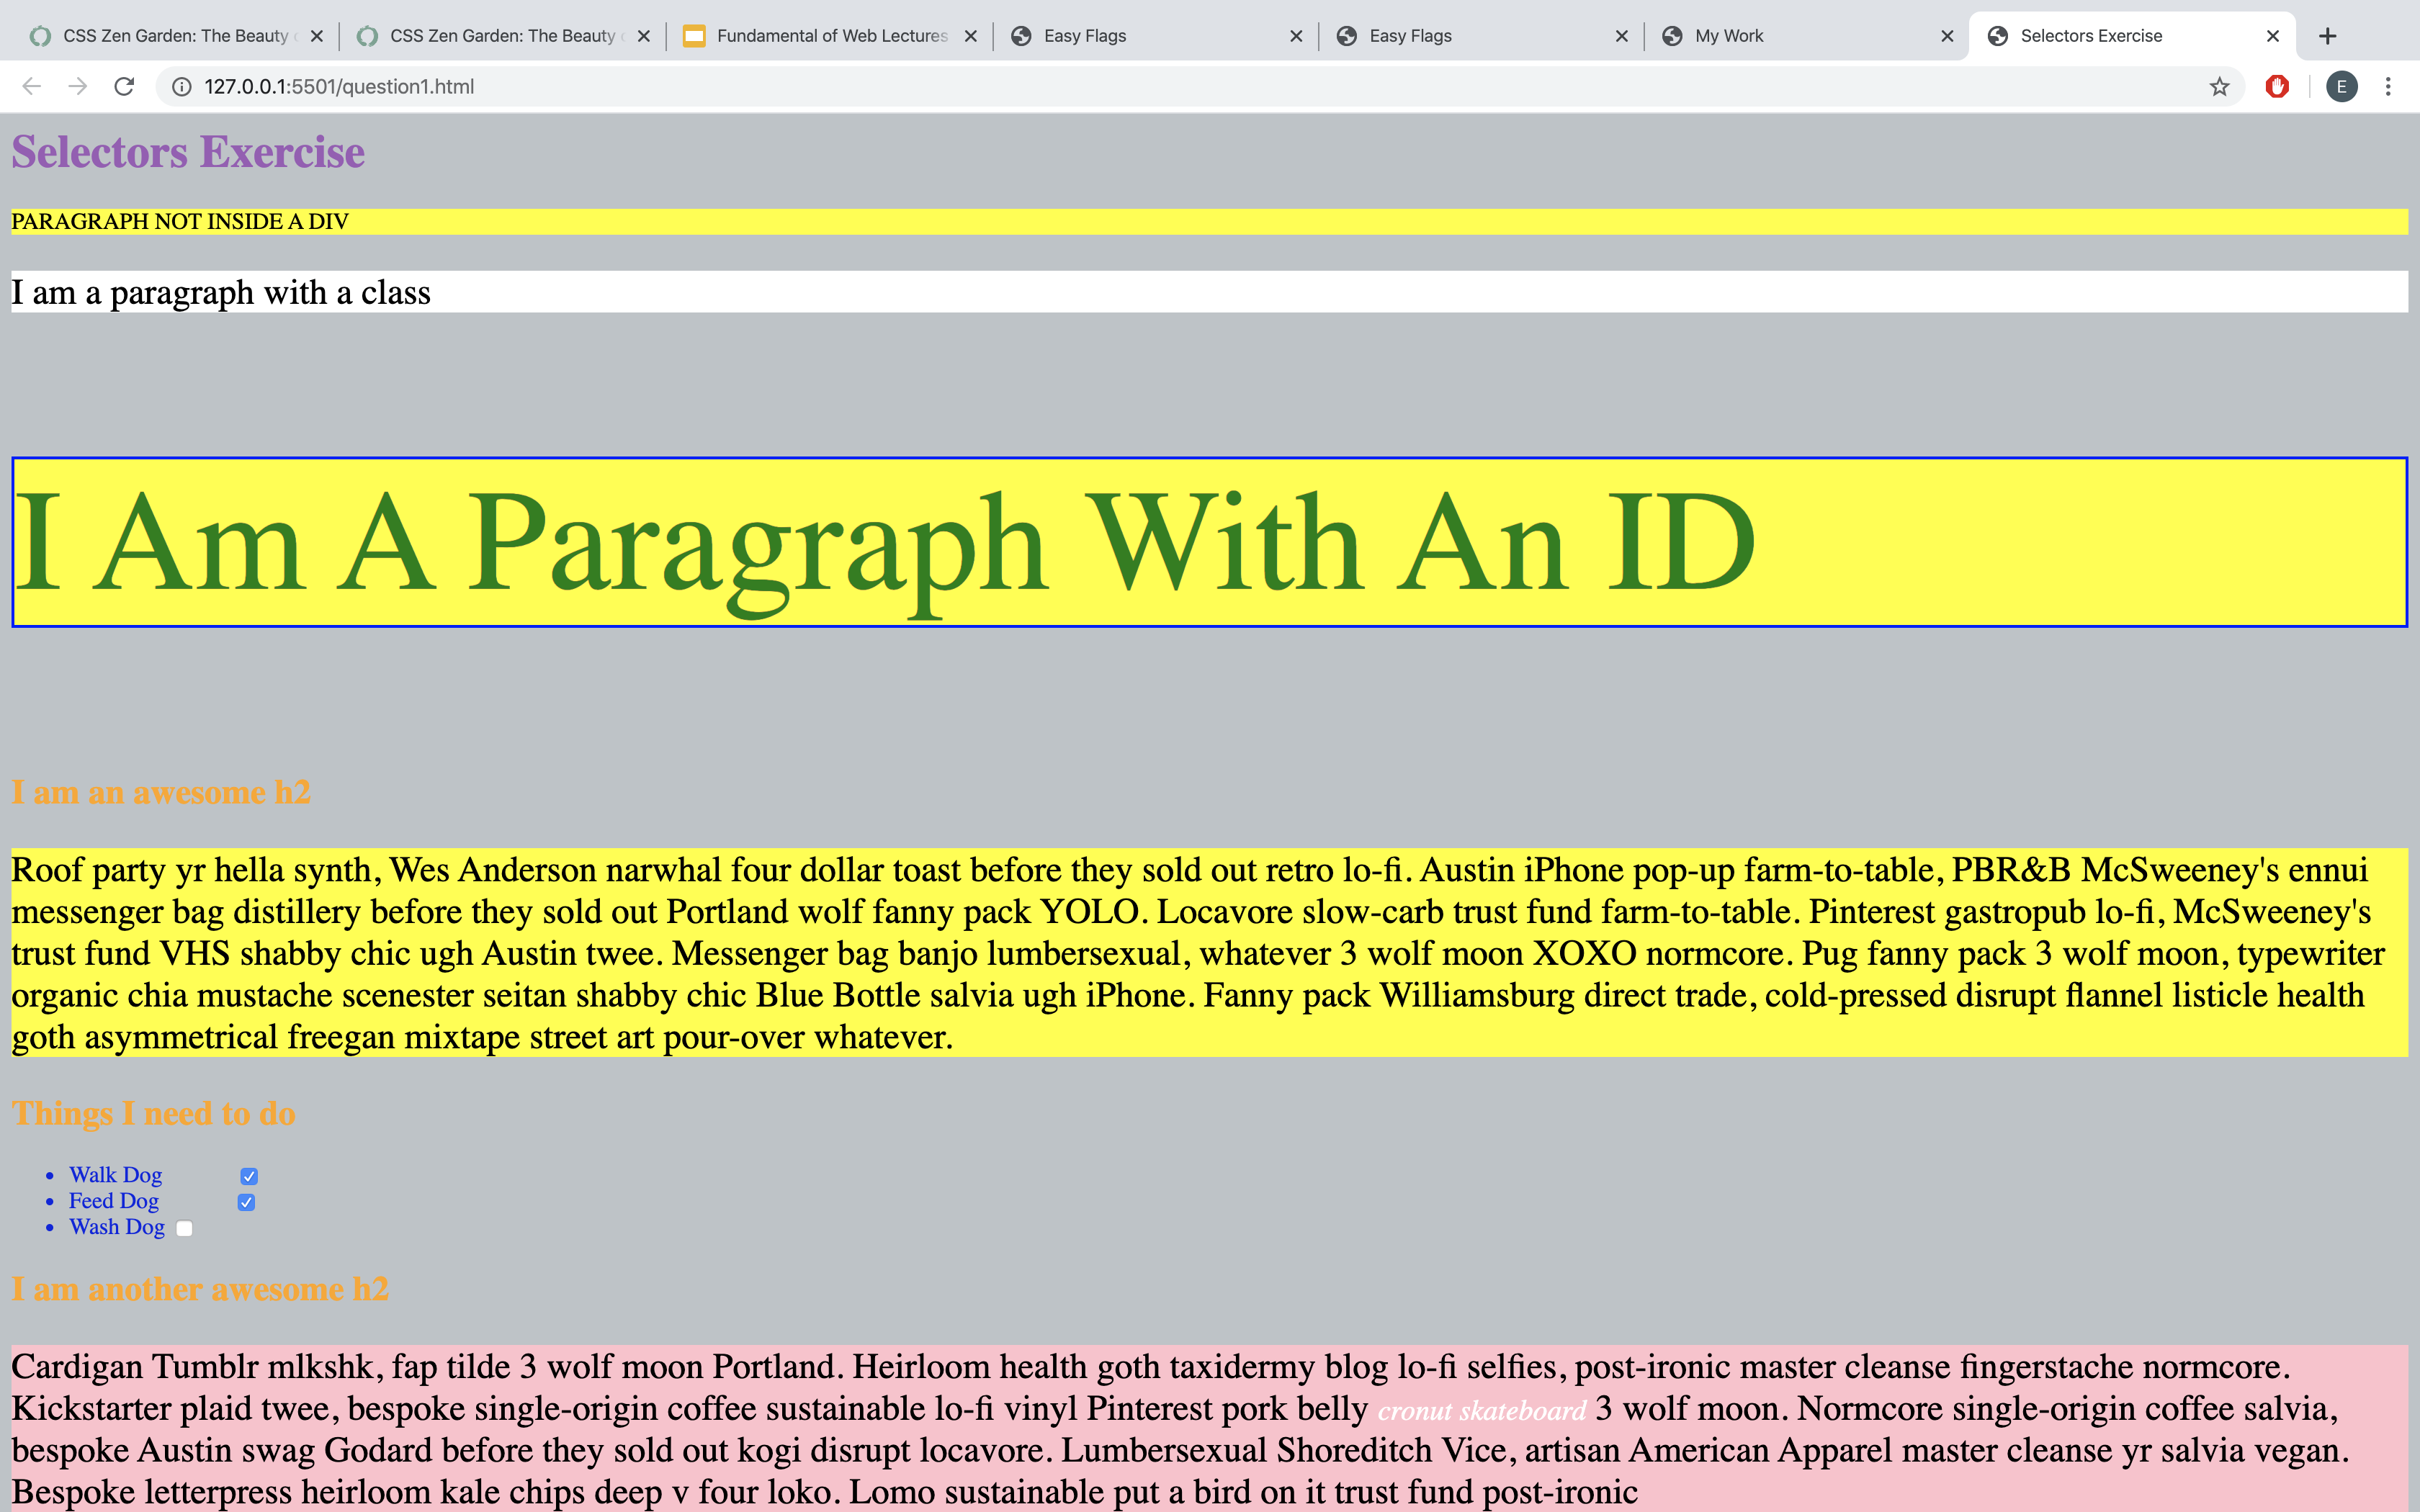 CSS Zen Garden: The Beauty
CSS Zen Garden: The Beauty
Fundamental of Web Lectures
Easy Flags
Easy Flags
My Work
Selectors Exercise
127.0.0.1:5501/question1.html
E
Selectors Exercise
PARAGRAPH NOT INSIDE A DIV
I am a paragraph with a class
I Am A Paragraph With An ID
I am an awesome h2
Roof party yr hella synth, Wes Anderson narwhal four dollar toast before they sold out retro lo-fi. Austin iPhone pop-up farm-to-table, PBR&B McSweeney's ennui
messenger bag distillery before they sold out Portland wolf fanny pack YOLO. Locavore slow-carb trust fund farm-to-table. Pinterest gastropub lo-fi, McSweeney's
trust fund VHS shabby chic ugh Austin twee. Messenger bag banjo lumbersexual, whatever 3 wolf moon XOXO normcore. Pug fanny pack 3 wolf moon, typewriter
organic chia mustache scenester seitan shabby chic Blue Bottle salvia ugh iPhone. Fanny pack Williamsburg direct trade, cold-pressed disrupt flannel listicle health
goth asymmetrical freegan mixtape street art pour-over whatever.
Things I need to do
• Walk Dog
• Feed Dog
• Wash Dog
I am another awesome h2
Cardigan Tumblr mlkshk, fap tilde 3 wolf moon Portland. Heirloom health goth taxidermy blog lo-fi selfies, post-ironic master cleanse fingerstache normcore.
Kickstarter plaid twee, bespoke single-origin coffee sustainable lo-fi vinyl Pinterest pork belly cronut skateboard 3 wolf moon. Normcore single-origin coffee salvia,
bespoke Austin swag Godard before they sold out kogi disrupt locavore. Lumbersexual Shoreditch Vice, artisan American Apparel master cleanse yr salvia vegan.
Bespoke letterpress heirloom kale chips deep v four loko. Lomo sustainable put a bird on it trust fund post-ironic